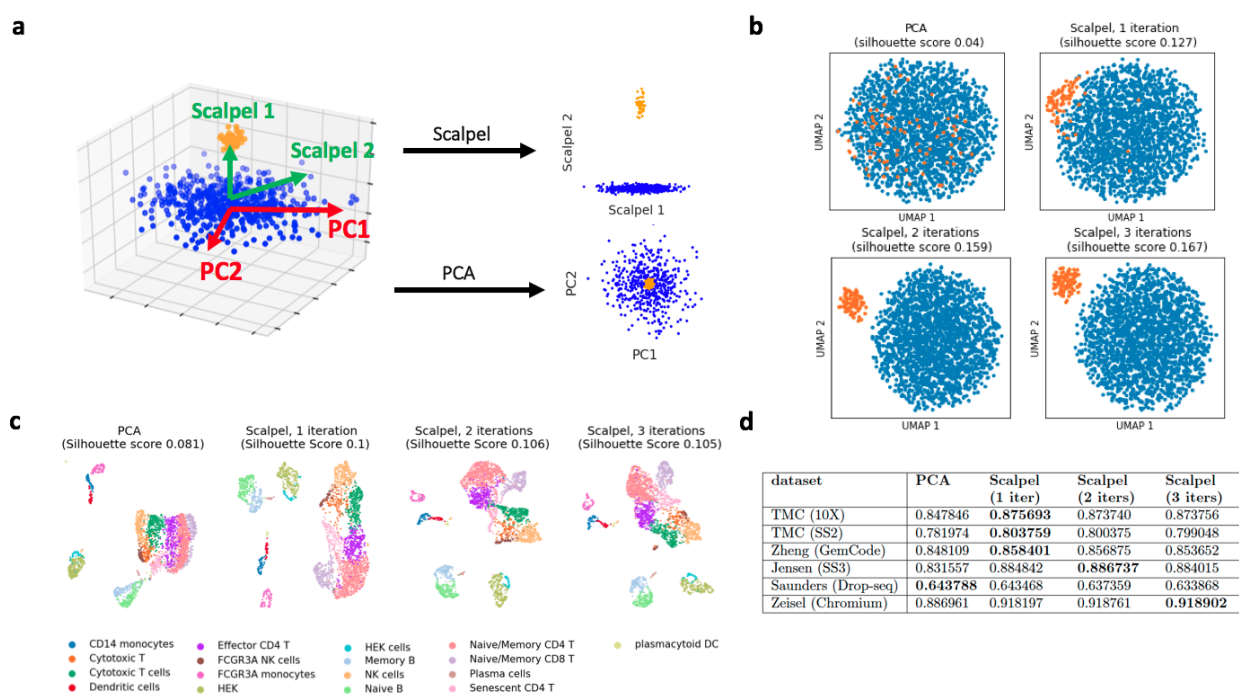 a
Scalpel 1
Scalpel 2
PC1
PC2
Scalpel
PCA
Scalpel 2
Scalpel 1
PC2
PC1
b
PCA
(silhouette score 0.04)
UMAP 2
UMAP 1
Scalpel, 1 iteration
(silhouette score 0.127)
UMAP 2
UMAP 1
Scalpel, 2 iterations
(silhouette score 0.159)
UMAP 2
UMAP 1
Scalpel, 3 iterations
(silhouette score 0.167)
UMAP 2
UMAP 1
c
PCA
(Silhouette score 0.081)
Scalpel, 1 iteration
(Silhouette Score 0.1)
Scalpel, 2 iterations
(Silhouette Score 0.106)
Scalpel, 3 iterations
(Silhouette Score 0.105)
CD14 monocytes
Cytotoxic T
Cytotoxic T cells
Dendritic cells
Effector CD4 T
FCGR3A NK cells
FCGR3A monocytes
HEK
HEK cells
Memory B
NK cells
Naive B
Naive/Memory CD4 T
Naive/Memory CD8 T
Plasma cells
Senescent CD4 T
plasmacytoid DC
d
dataset PCA Scalpel (1 iter) Scalpel (2 iters) Scalpel (3 iters)
TMC (10X) 0.847846 0.875693 0.873740 0.873756
TMC (SS2) 0.781974 0.803759 0.800375 0.799048
Zheng (GemCode) 0.848109 0.858401 0.856875 0.853652
Jensen (SS3) 0.831557 0.884842 0.886737 0.884015
Saunders (Drop-seq) 0.643788 0.643468 0.637359 0.633868
Zeisel (Chromium) 0.886961 0.918197 0.918761 0.918902